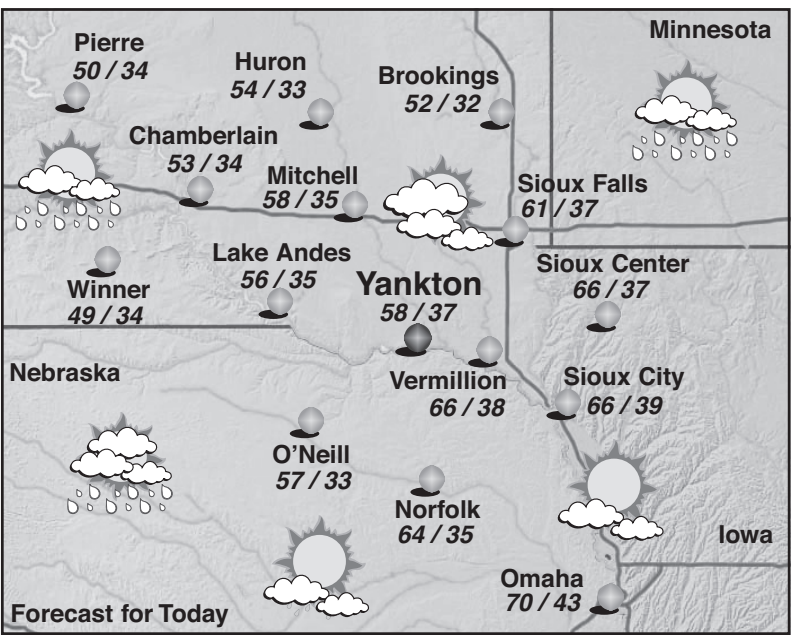 Minnesota
Pierre
50 / 34
Huron
54 / 33
Brookings
52 / 32
Chamberlain
53 / 34
Mitchell
58 / 35
Sioux Falls
61 / 37
Lake Andes
56 / 35
Sioux Center
66 / 37
Winner
49 / 34
Yankton
58 / 37
Nebraska
Vermillion
66 / 38
Sioux City
66 / 39
O'Neill
57 / 33
Norfolk
64 / 35
Iowa
Omaha
70 / 43
Forecast for Today